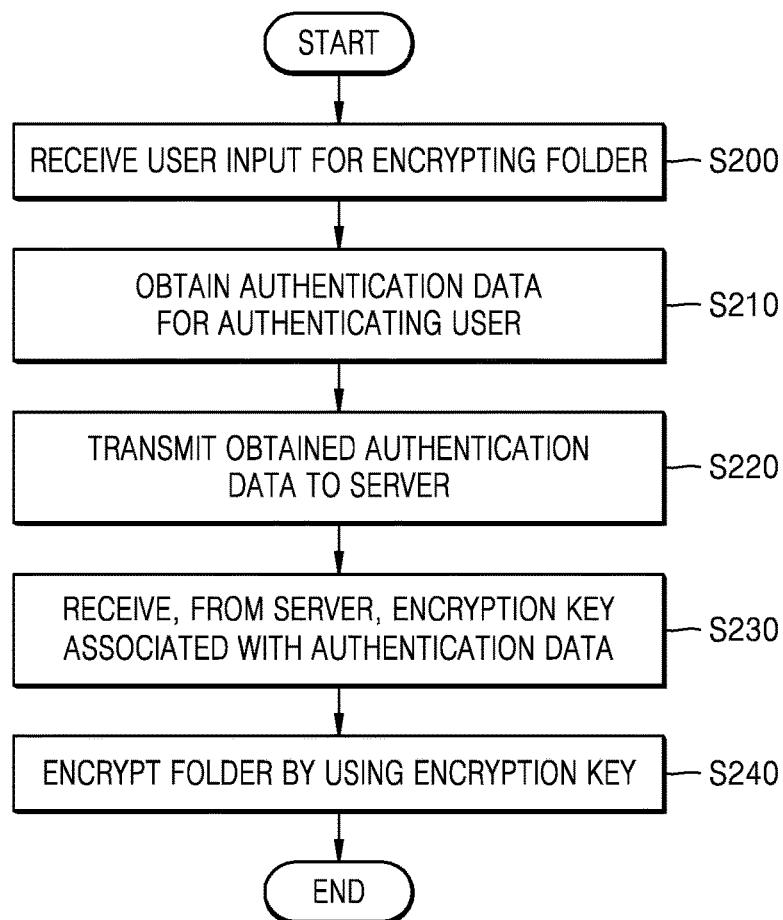 START
RECEIVE USER INPUT FOR ENCRYPTING FOLDER
S200
OBTAIN AUTHENTICATION DATA
FOR AUTHENTICATING USER
S210
TRANSMIT OBTAINED AUTHENTICATION
DATA TO SERVER
S220
RECEIVE, FROM SERVER, ENCRYPTION KEY
ASSOCIATED WITH AUTHENTICATION DATA
S230
ENCRYPT FOLDER BY USING ENCRYPTION KEY
S240
END